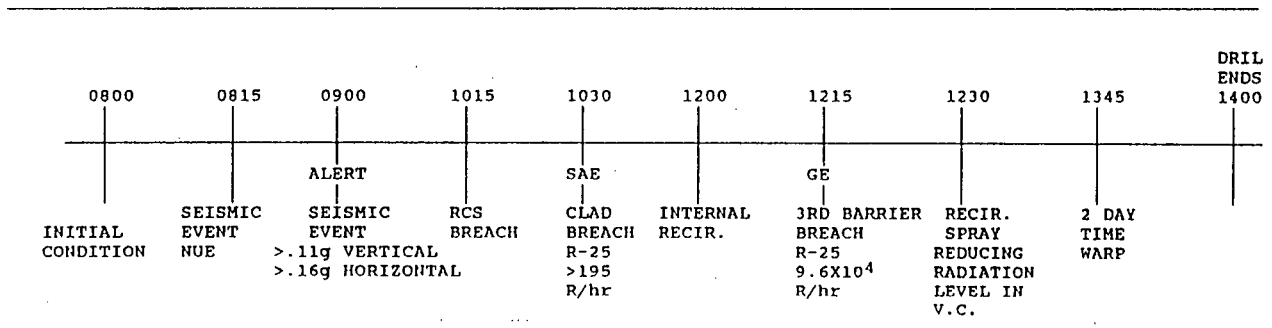 DRIL
ENDS
0800 0815 0900 1015 1030 1200 1215 1230 1345 1400
ALERT SAE GE
INITIAL
CONDITION
SEISMIC
EVENT
NUE
SEISMIC
EVENT
>.11g VERTICAL
>.16g HORIZONTAL
RCS
BREACH
CLAD
BREACH
R-25
>195
R/hr
INTERNAL
RECIR.
3RD BARRIER
BREACH
R-25
9.6X10⁴
R/hr
RECIR.
SPRAY
REDUCING
RADIATION
LEVEL IN
V.C.
2 DAY
TIME
WARP